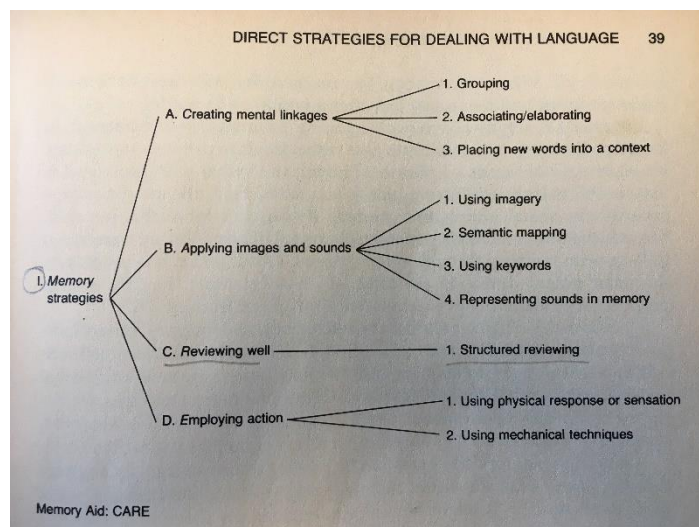 DIRECT STRATEGIES FOR DEALING WITH LANGUAGE 39
A. Creating mental linkages
1. Grouping
2. Associating/elaborating
3. Placing new words into a context
B. Applying images and sounds
1. Using imagery
2. Semantic mapping
3. Using keywords
4. Representing sounds in memory
I. Memory
strategies
C. Reviewing well
1. Structured reviewing
D. Employing action
1. Using physical response or sensation
2. Using mechanical techniques
Memory Aid: CARE